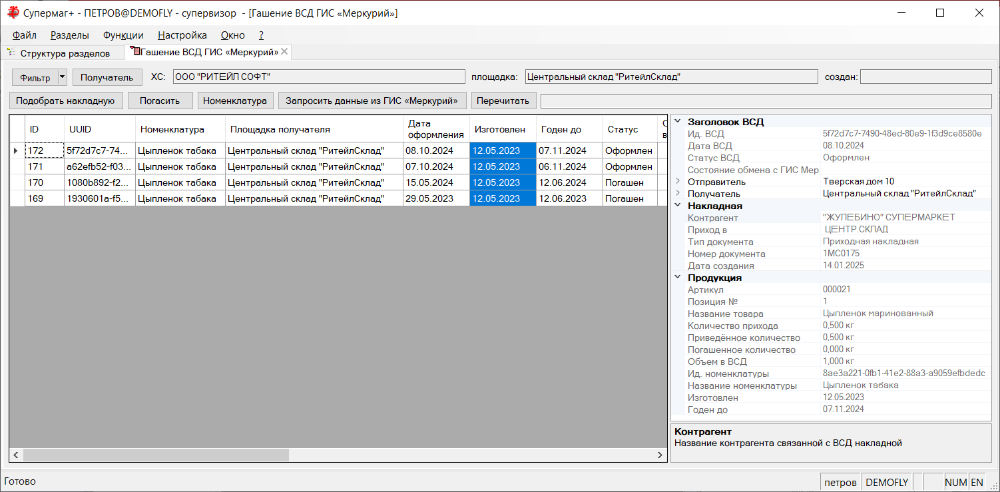 Супермаг+ - ПЕТРОВ@DEMOFLY - супервизор - [Гашение ВСД ГИС «Меркурий»]
Файл Разделы Функции Настройка Окно ?
Структура разделов Гашение ВСД ГИС «Меркурий»
Фильтр Получатель ХС: ООО "РИТЕЙЛ СОФТ" площадка: Центральный склад "РитейлСклад" создан:
Подобрать накладную Погасить Номенклатура Запросить данные из ГИС «Меркурий» Перечитать
ID UUID Номенклатура Площадка получателя Дата оформления Изготовлен Годен до Статус
172 5f72d7c7-74... Цыпленок табака Центральный склад "РитейлСклад" 08.10.2024 12.05.2023 07.11.2024 Оформлен
171 a62efb52-f03... Цыпленок табака Центральный склад "РитейлСклад" 07.10.2024 12.05.2023 06.11.2024 Оформлен
170 1080b892-f2... Цыпленок табака Центральный склад "РитейлСклад" 15.05.2024 12.05.2023 12.06.2024 Погашен
169 1930601a-f5... Цыпленок табака Центральный склад "РитейлСклад" 29.05.2023 12.05.2023 12.06.2023 Погашен
Заголовок ВСД
Ид. ВСД 5f72d7c7-7490-48ed-80e9-1f3d9ce8580e
Дата ВСД 08.10.2024
Статус ВСД Оформлен
Состояние обмена с ГИС Мер
Отправитель Тверская дом 10
Получатель Центральный склад "РитейлСклад"
Накладная
Контрагент "ЖУЛЕБИНО" СУПЕРМАРКЕТ
Приход в ЦЕНТР.СКЛАД
Тип документа Приходная накладная
Номер документа 1МС0175
Дата создания 14.01.2025
Продукция
Артикул 000021
Позиция № 1
Название товара Цыпленок маринованный
Количество прихода 0,500 кг
Приведённое количество 0,500 кг
Погашенное количество 0,000 кг
Объем в ВСД 1,000 кг
Ид. номенклатуры 8ae3a221-0fb1-41e2-88a3-a9059efbdedc
Название номенклатуры Цыпленок табака
Изготовлен 12.05.2023
Годен до 07.11.2024
Контрагент
Название контрагента связанной с ВСД накладной
Готово петров DEMOFLY NUM EN